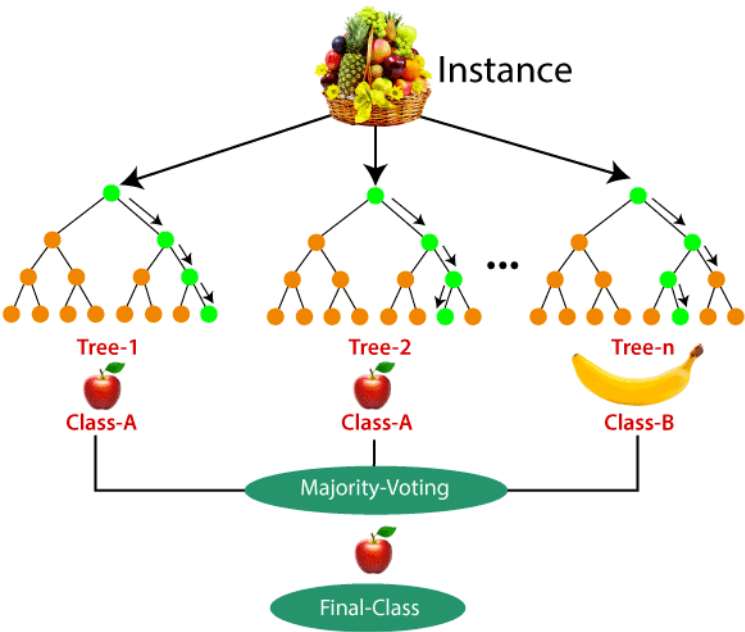 Instance
...
Tree-1
Tree-2
Tree-n
Class-A
Class-A
Class-B
Majority-Voting
Final-Class